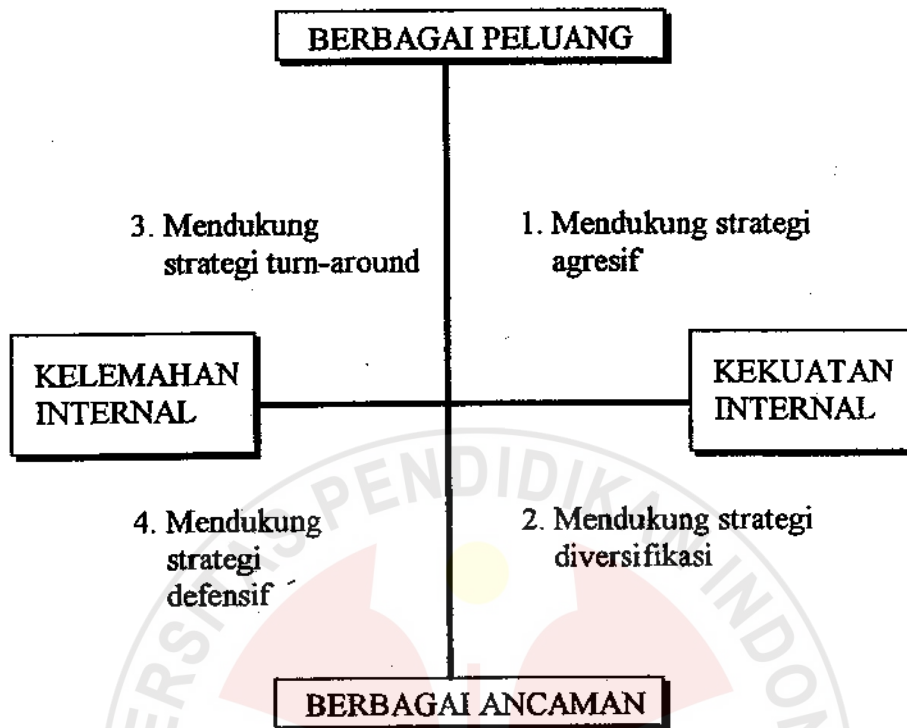 BERBAGAI PELUANG
3. Mendukung
strategi turn-around
1. Mendukung strategi
agresif
KELEMAHAN
INTERNAL
KEKUATAN
INTERNAL
4. Mendukung
strategi
defensif
2. Mendukung strategi
diversifikasi
BERBAGAI ANCAMAN